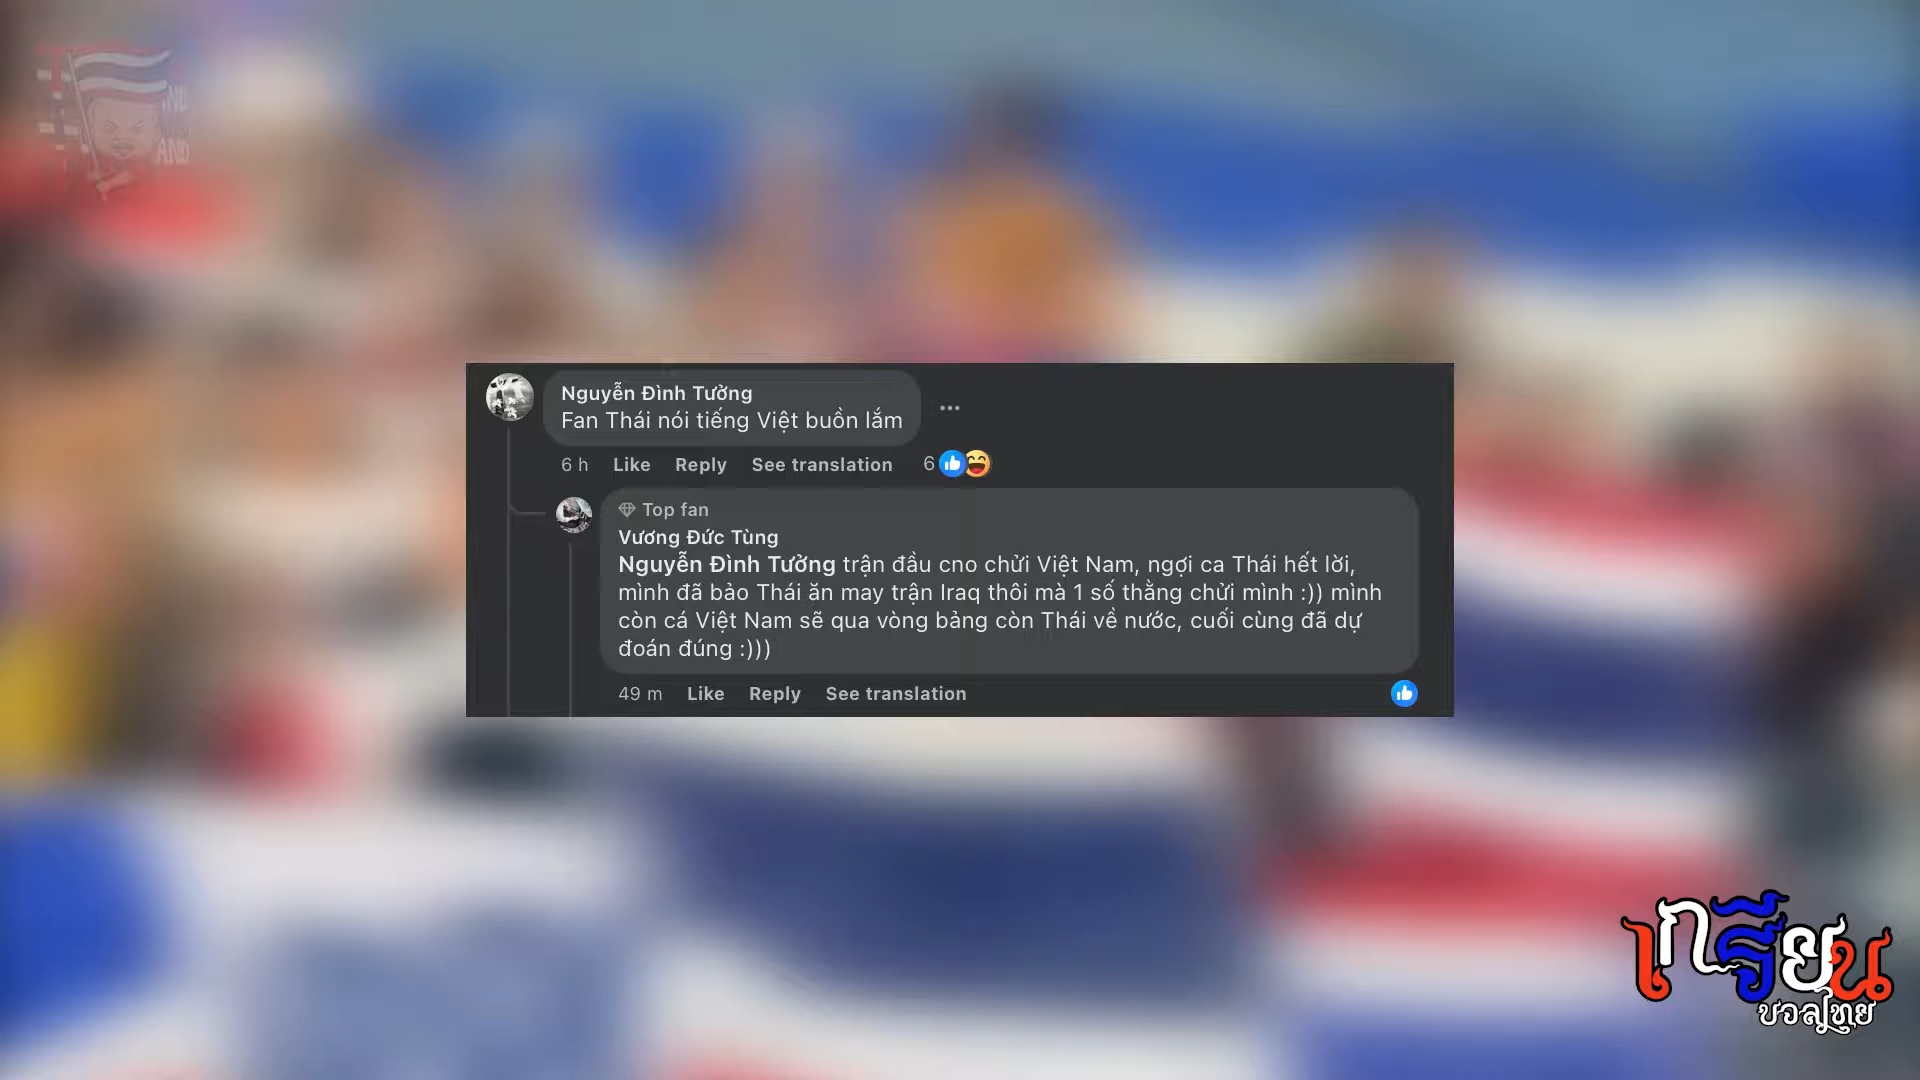 Nguyễn Đình Tưởng
Fan Thái nói tiếng Việt buồn lắm
6 h Like Reply See translation 6
Top fan
Vương Đức Tùng
Nguyễn Đình Tưởng trận đầu cno chửi Việt Nam, ngợi ca Thái hết lời,
mình đã bảo Thái ăn may trận Iraq thôi mà 1 số thằng chửi mình :)) mình
còn cá Việt Nam sẽ qua vòng bảng còn Thái về nước, cuối cùng đã dự
đoán đúng :)))
49 m Like Reply See translation
เกรียน
บอลไทย